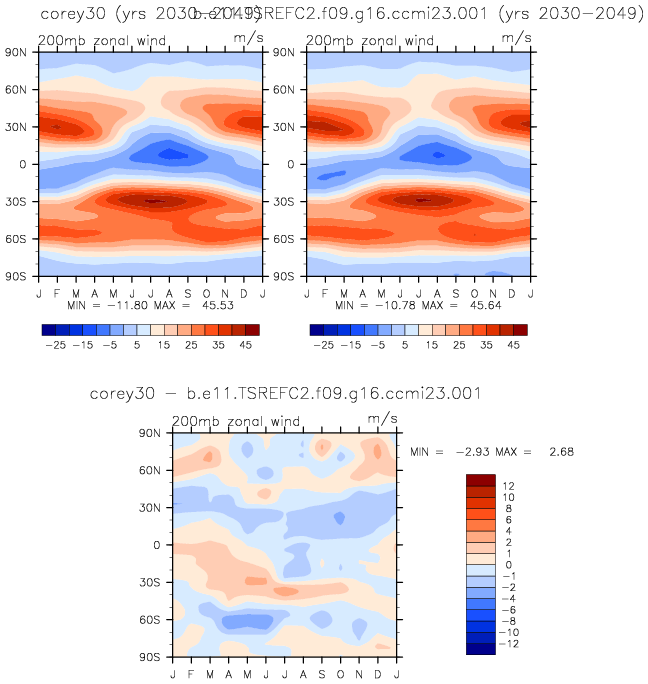 corey30 (yrs 2030-2049)
b.e11.TSREFC2.f09.g16.ccmi23.001 (yrs 2030-2049)
200mb zonal wind m/s
200mb zonal wind m/s
90N
60N
30N
0
30S
60S
90S
J F M A M J J A S O N D J
MIN = -11.80 MAX = 45.53
-25 -15 -5 5 15 25 35 45
90N
60N
30N
0
30S
60S
90S
J F M A M J J A S O N D J
MIN = -10.78 MAX = 45.64
-25 -15 -5 5 15 25 35 45
corey30 - b.e11.TSREFC2.f09.g16.ccmi23.001
200mb zonal wind m/s
90N
60N
30N
0
30S
60S
90S
J F M A M J J A S O N D J
MIN = -2.93 MAX = 2.68
12
10
8
6
4
2
1
0
-1
-2
-4
-6
-8
-10
-12